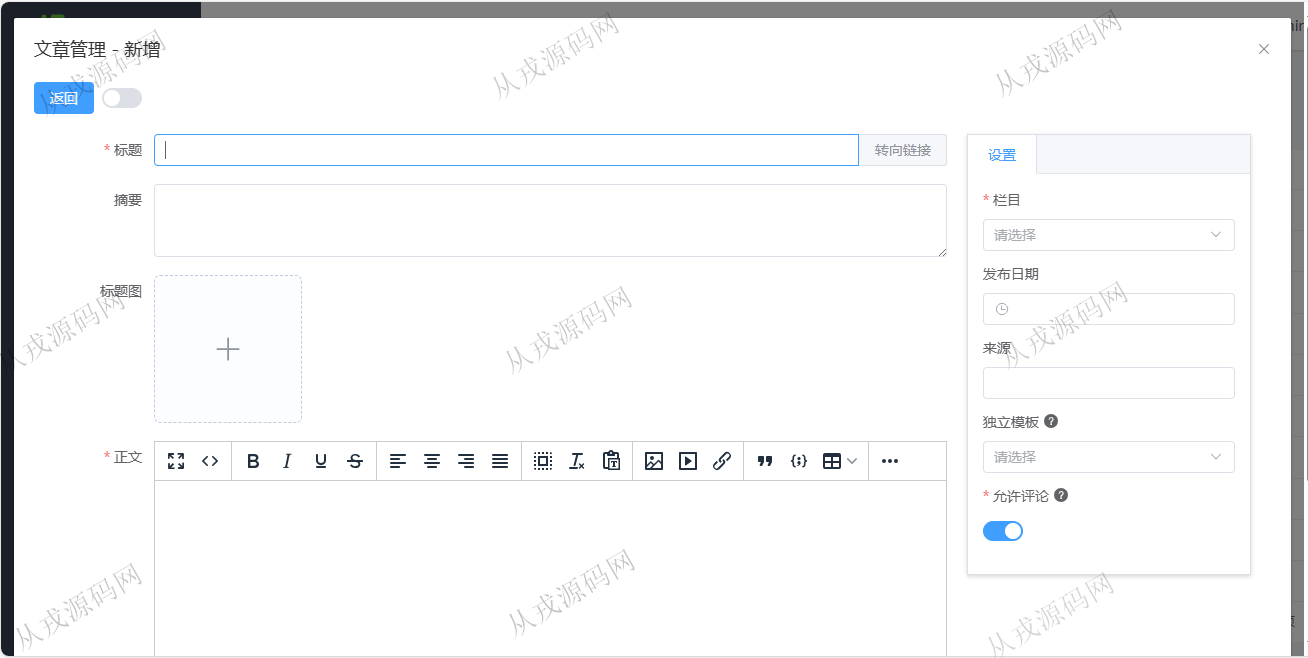 文章管理 - 新增
返回
* 标题
转向链接
摘要
标题图
* 正文
设置
* 栏目
请选择
发布日期
来源
独立模板
请选择
* 允许评论
从戎源码网
从戎源码网
从戎源码网
从戎源码网
从戎源码网
从戎源码网
从戎源码网
从戎源码网
从戎源码网